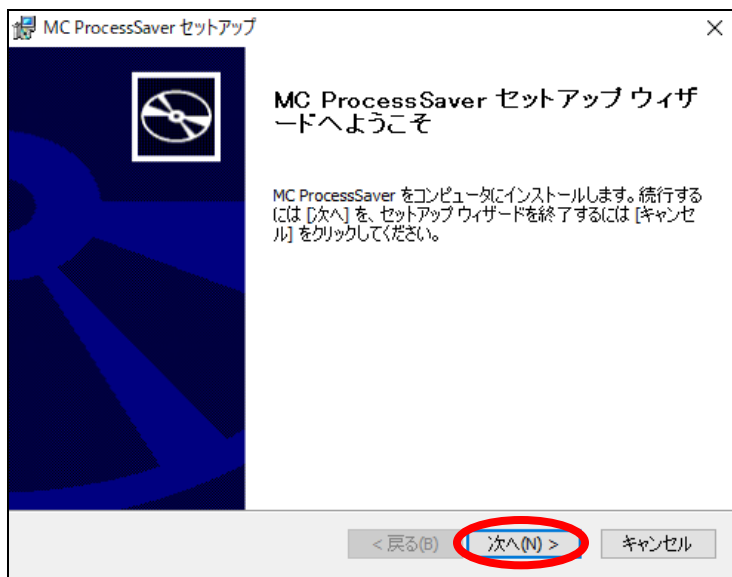 MC ProcessSaver セットアップ
MC ProcessSaver セットアップ ウィザ
ードへようこそ
MC ProcessSaver をコンピュータにインストールします。続行する
には [次へ] を、セットアップ ウィザードを終了するには [キャンセ
ル] をクリックしてください。
< 戻る(B)
次へ(N) >
キャンセル